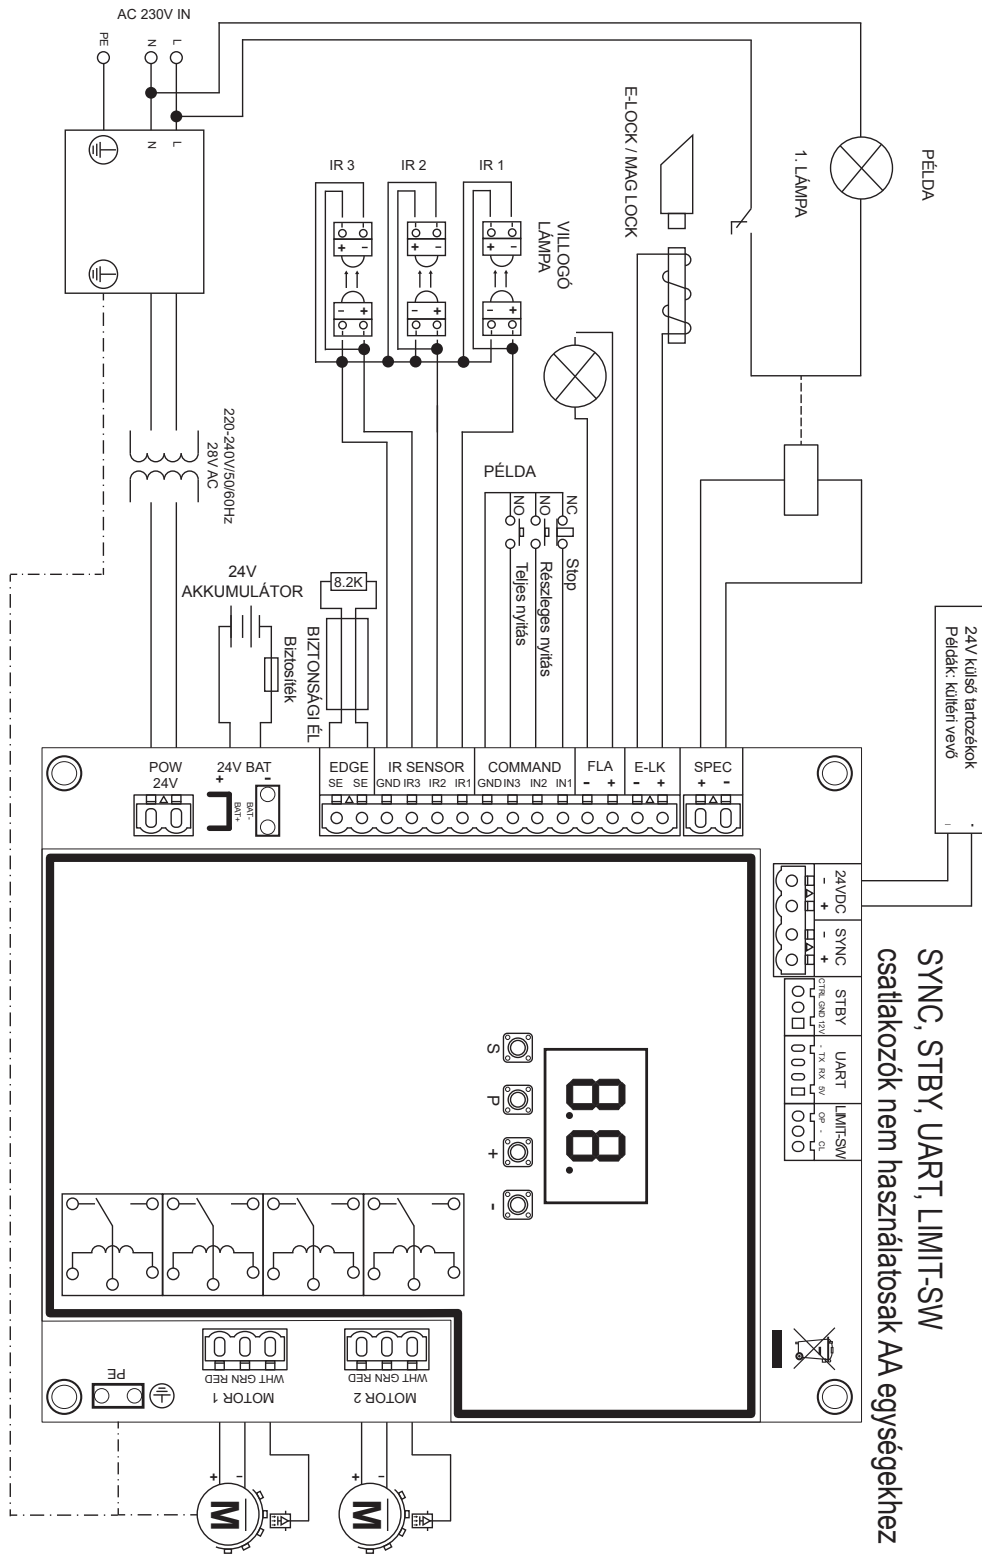 AC 230V IN
PE
N
L
N
L
PÉLDA
1. LÁMPA
E-LOCK / MAG LOCK
IR 3
IR 2
IR 1
+ -
+ -
+ -
- +
- +
- +
VILLOGÓ
LÁMPA
220-240V/50/60Hz
28V AC
24V
AKKUMULÁTOR
Biztosíték
8.2K
BIZTONSÁGI ÉL
PÉLDA
NO
NO
NC
Teljes nyitás
Részleges nyitás
Stop
24V külső tartozékok
Példák: kültéri vevő
POW
24V
24V BAT
+ -
BAT+
BAT-
EDGE
SE SE
IR SENSOR
GND IR3 IR2 IR1
COMMAND
GND IN3 IN2 IN1
FLA
- +
E-LK
- +
SPEC
+ -
24VDC
- +
SYNC
- +
STBY
CTRL GND 12V
UART
- TX RX 5V
LIMIT-SW
OP - CL
SYNC, STBY, UART, LIMIT-SW
csatlakozók nem használatosak AA egységekhez
8.8.
S
P
+
-
WHT GRN RED
MOTOR 1
WHT GRN RED
MOTOR 2
PE
+ -
M
+ -
M